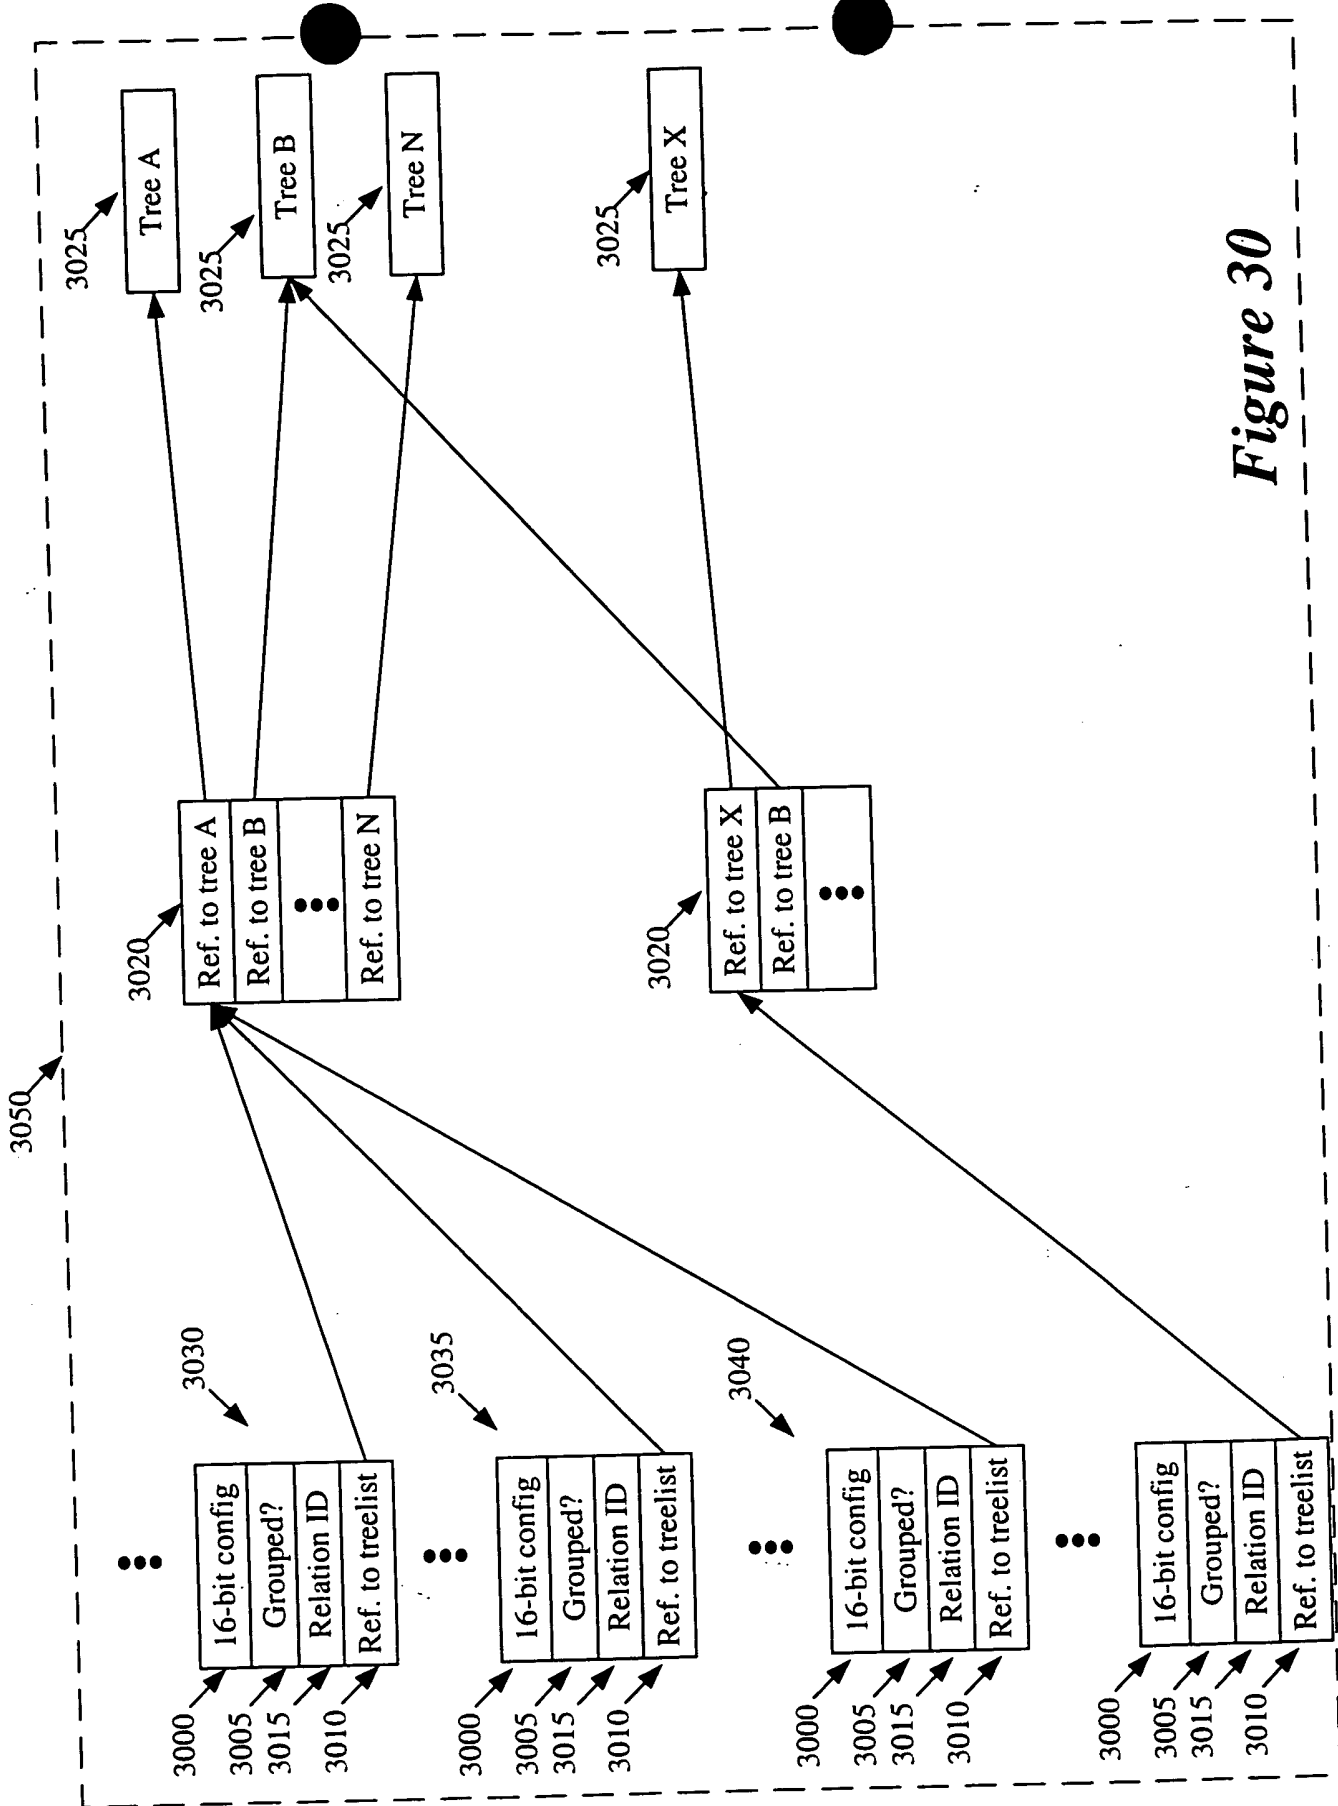 3050
3030
3000
16-bit config
3005
Grouped?
3015
Relation ID
3010
Ref. to treelist
3035
3000
16-bit config
3005
Grouped?
3015
Relation ID
3010
Ref. to treelist
3040
3000
16-bit config
3005
Grouped?
3015
Relation ID
3010
Ref. to treelist
3000
16-bit config
3005
Grouped?
3015
Relation ID
3010
Ref. to treelist
3020
Ref. to tree A
Ref. to tree B
Ref. to tree N
3020
Ref. to tree X
Ref. to tree B
3025
Tree A
3025
Tree B
3025
Tree N
3025
Tree X
Figure 30